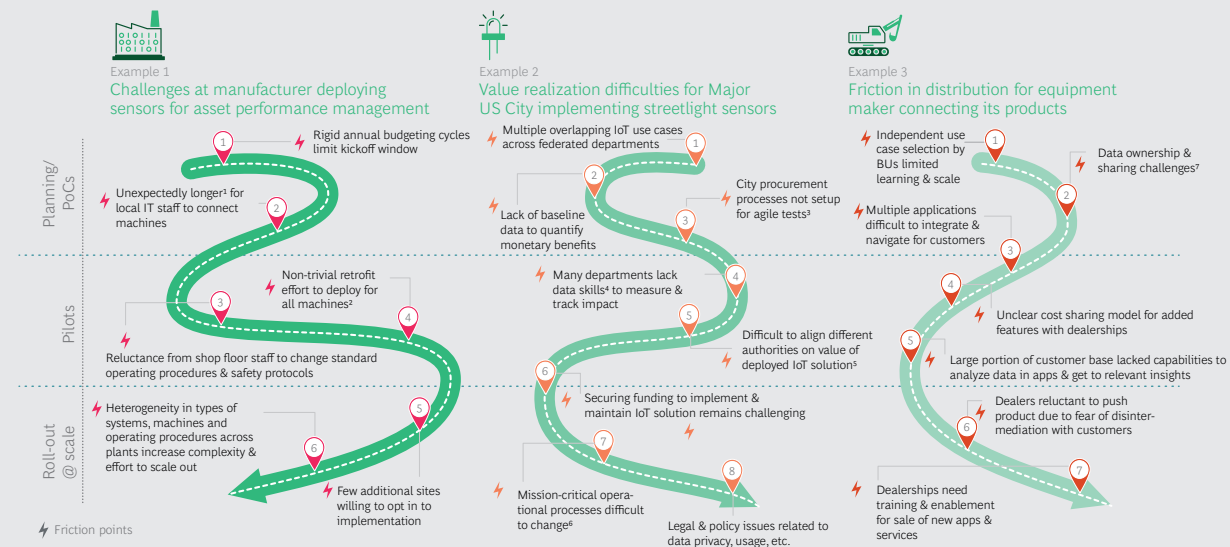 Example 1
Challenges at manufacturer deploying
sensors for asset performance management
Planning/
PoCs
Pilots
Roll-out
@ scale
1
Rigid annual budgeting cycles
limit kickoff window
Unexpectedly longer¹ for
local IT staff to connect
machines
2
3
Reluctance from shop floor staff to change standard
operating procedures & safety protocols
Non-trivial retrofit
effort to deploy for
all machines²
4
5
Few additional sites
willing to opt in to
implementation
Heterogeneity in types of
systems, machines and
operating procedures across
plants increase complexity &
effort to scale out
6
Friction points
Example 2
Value realization difficulties for Major
US City implementing streetlight sensors
Multiple overlapping IoT use cases
across federated departments
1
2
Lack of baseline
data to quantify
monetary benefits
City procurement
processes not setup
for agile tests³
3
Many departments lack
data skills⁴ to measure &
track impact
4
5
Difficult to align different
authorities on value of
deployed IoT solution⁵
6
Securing funding to implement &
maintain IoT solution remains challenging
7
Mission-critical opera-
tional processes difficult
to change⁶
8
Legal & policy issues related to
data privacy, usage, etc.
Example 3
Friction in distribution for equipment
maker connecting its products
Independent use
case selection by
BUs limited
learning & scale
1
Data ownership &
sharing challenges⁷
2
Multiple applications
difficult to integrate &
navigate for customers
3
4
Unclear cost sharing model for added
features with dealerships
5
Large portion of customer base lacked capabilities to
analyze data in apps & get to relevant insights
Dealers reluctant to push
product due to fear of disinter-
mediation with customers
6
7
Dealerships need
training & enablement
for sale of new apps &
services